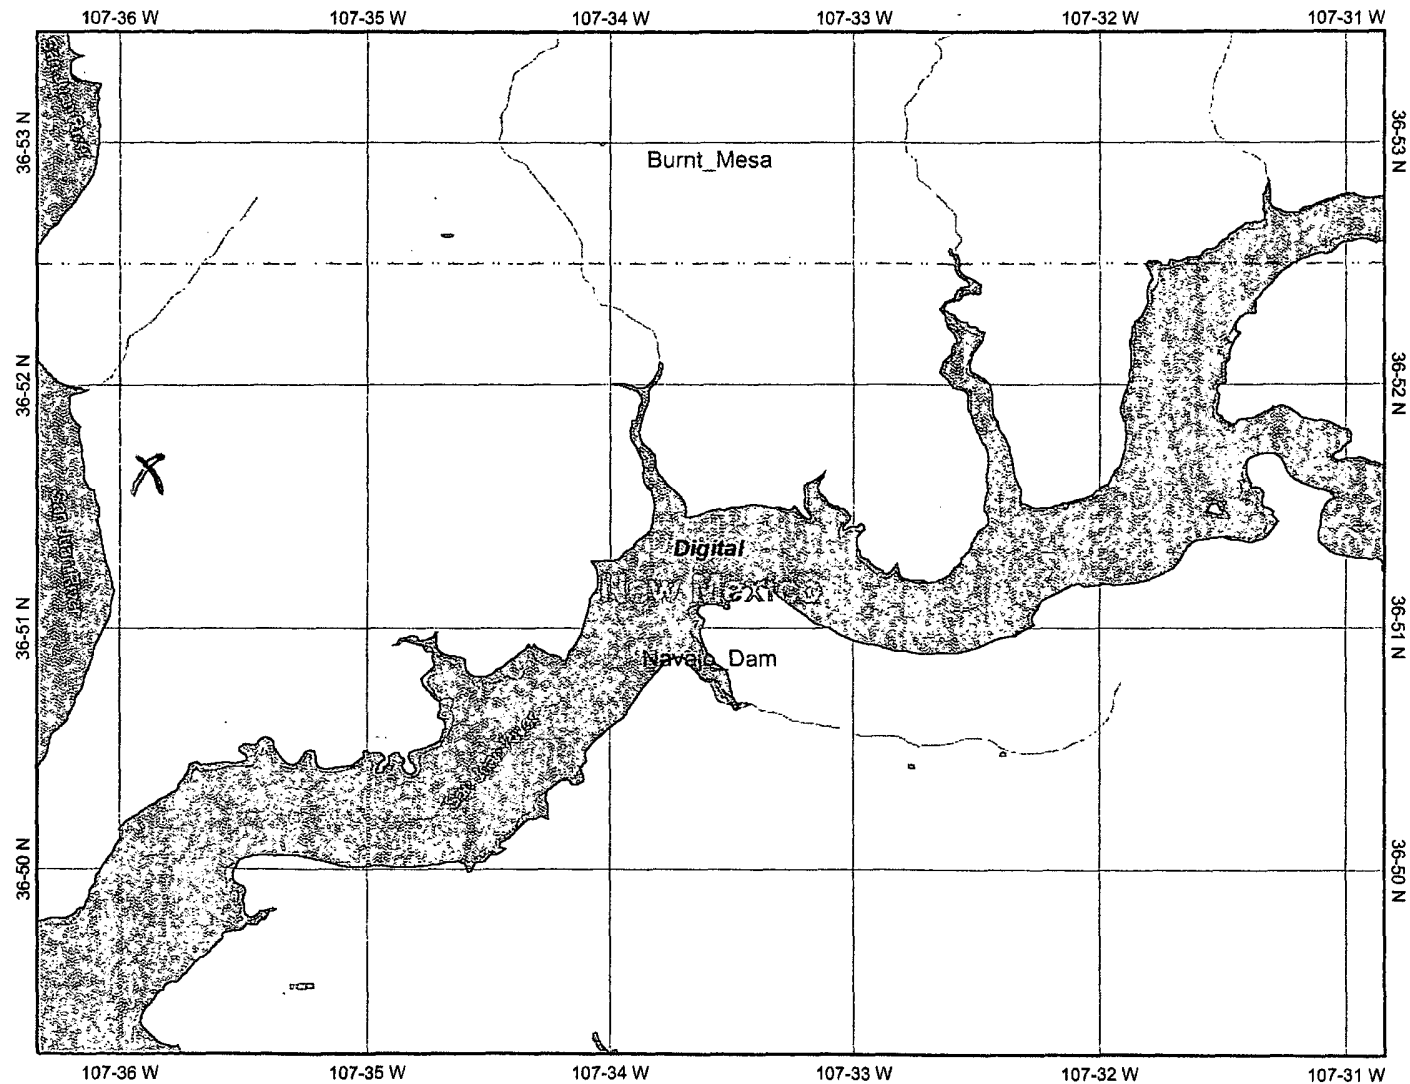 107-36 W 107-35 W 107-34 W 107-33 W 107-32 W 107-31 W
36-53 N 36-53 N
Burnt_Mesa
36-52 N 36-52 N
Digital
New Mexico
36-51 N 36-51 N
Navajo_Dam
36-50 N 36-50 N
107-36 W 107-35 W 107-34 W 107-33 W 107-32 W 107-31 W